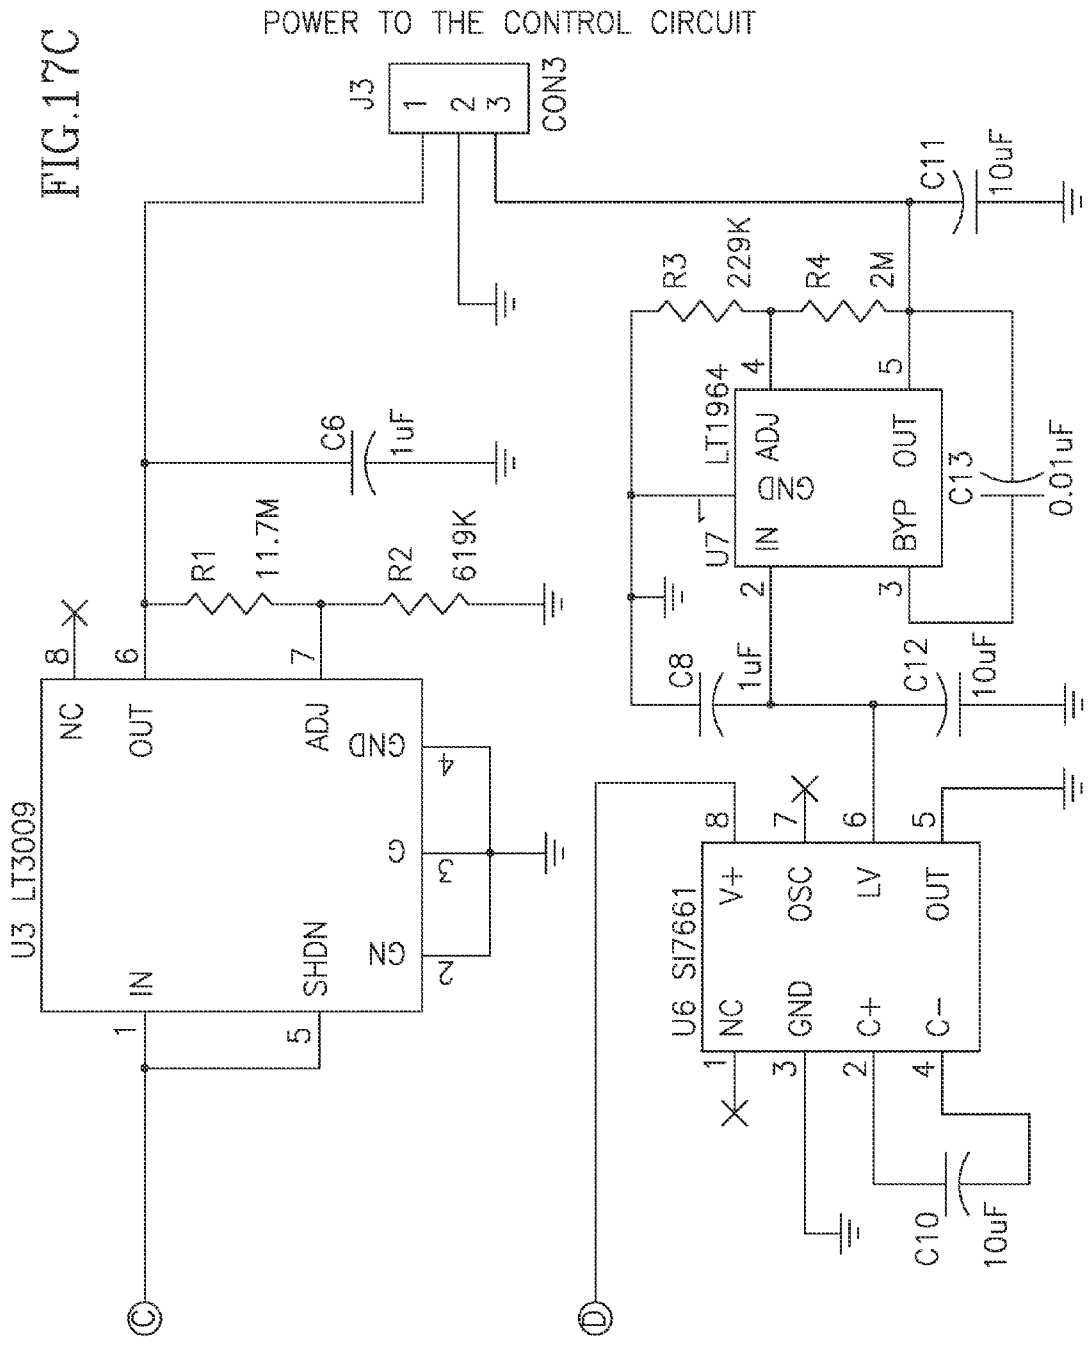 FIG.17C
POWER TO THE CONTROL CIRCUIT
J3
1
2
3
CON3
U3 LT3009
NC
8
OUT
6
IN
1
SHDN
5
ADJ
7
GND
4
G
3
GN
2
R1
11.7M
R2
619K
C6
1uF
C
D
U6 SI7661
NC
1
GND
3
C+
2
C-
4
V+
8
OSC
7
LV
6
OUT
5
C10
10uF
C8
1uF
C12
10uF
U7
LT1964
1
IN
2
BYP
3
GND
ADJ
4
OUT
5
R3
229K
R4
2M
C13
0.01uF
C11
10uF